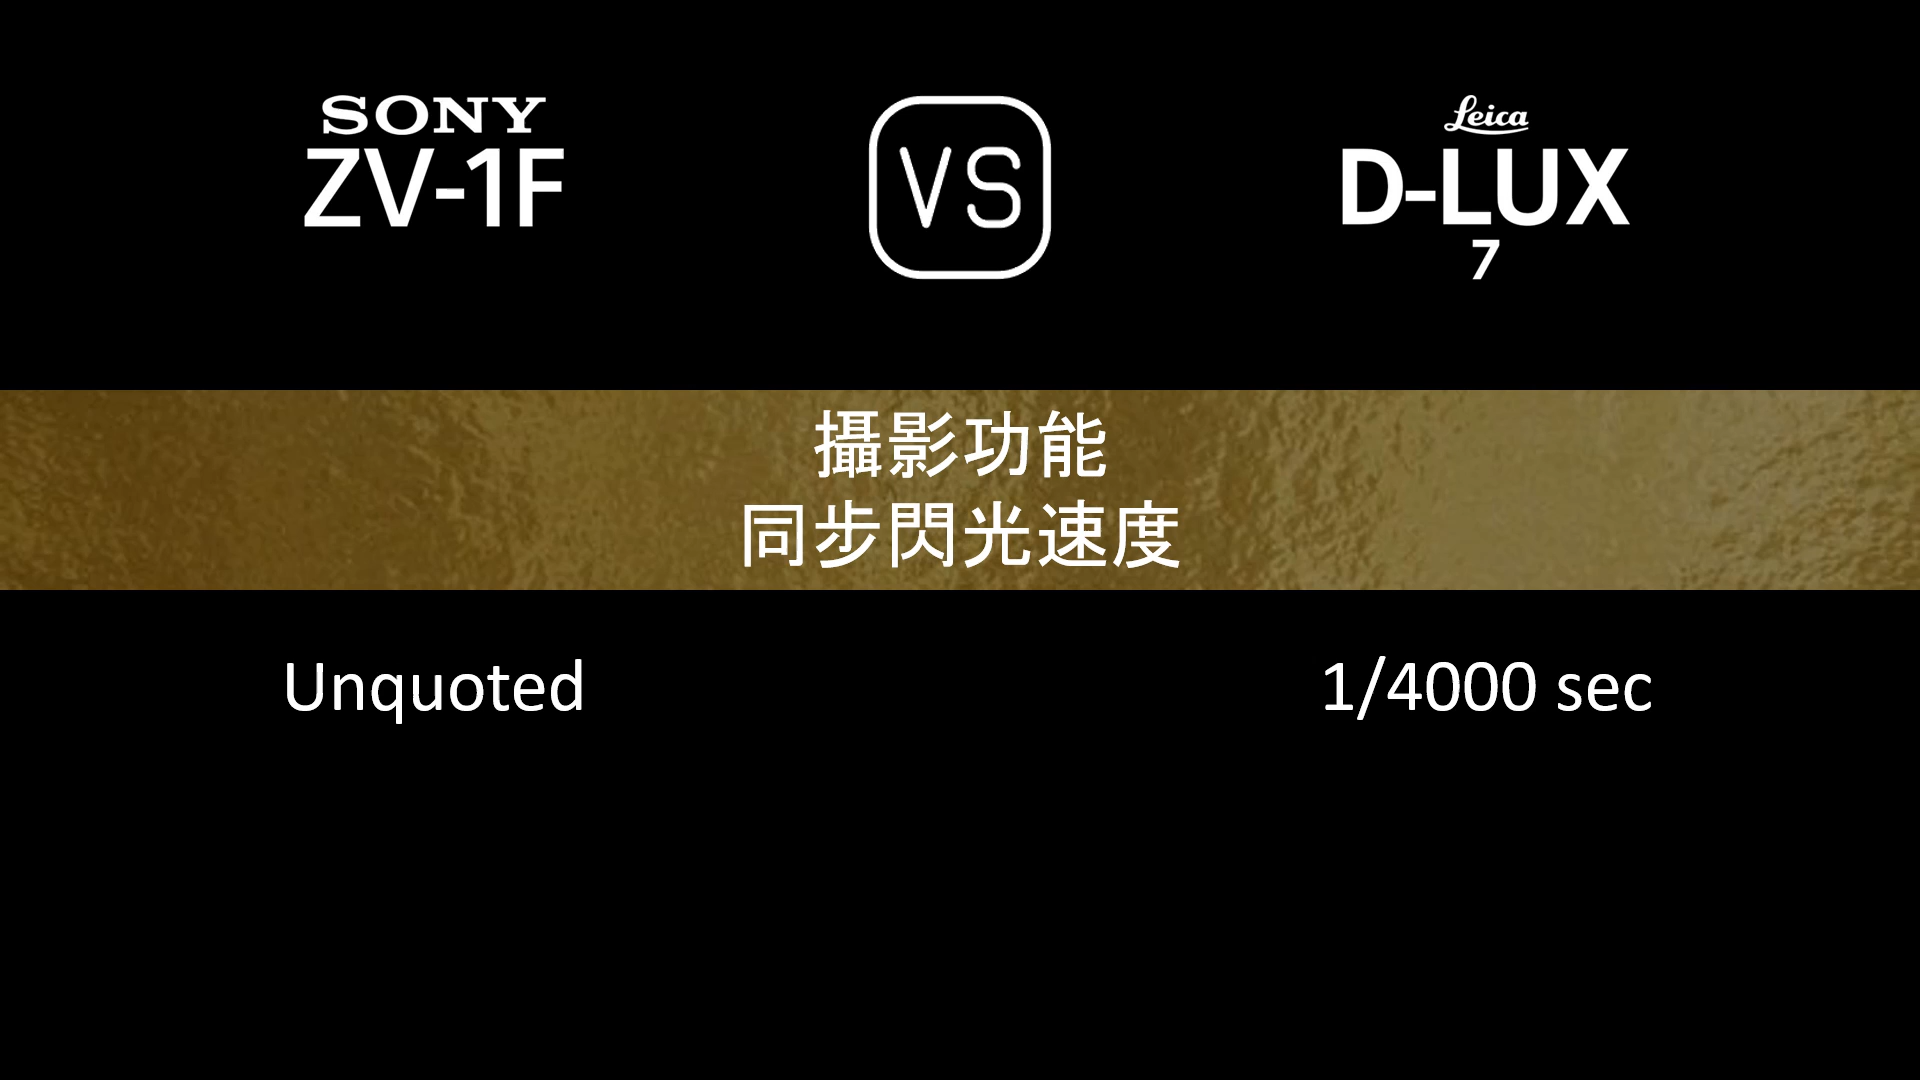 SONY
ZV-1F
VS
Leica
D-LUX
7
攝影功能
同步閃光速度
Unquoted
1/4000 sec